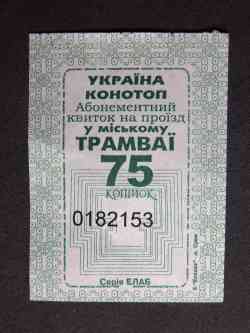 УКРАЇНА
КОНОТОП
Абонементний
квиток на проїзд
у міському
ТРАМВАЇ
75
КОПІЙОК
0182153
Серія ЕЛАБ